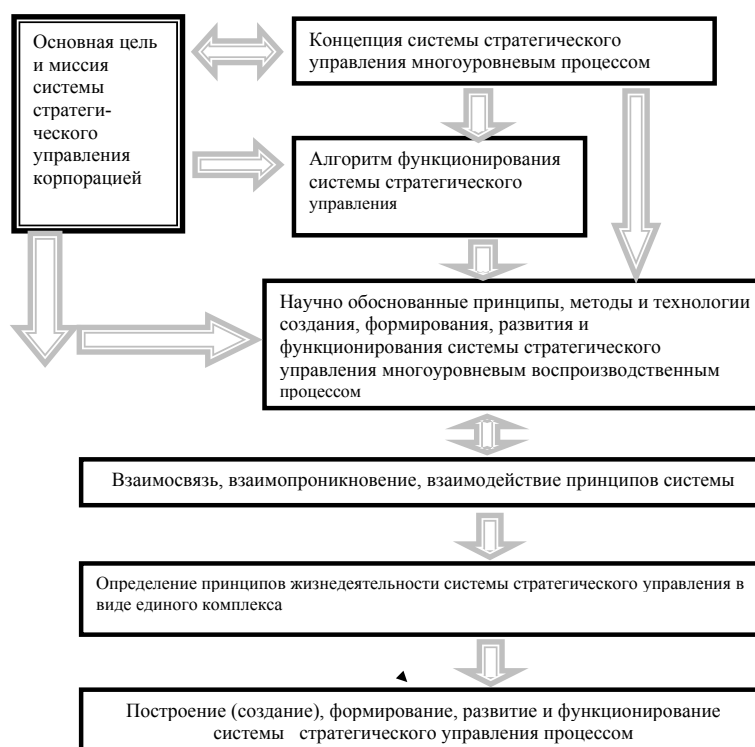 Основная цель
и миссия
системы
стратеги-
ческого
управления
корпорацией
Концепция системы стратегического
управления многоуровневым процессом
Алгоритм функционирования
системы стратегического
управления
Научно обоснованные принципы, методы и технологии
создания, формирования, развития и
функционирования системы стратегического
управления многоуровневым воспроизводственным
процессом
Взаимосвязь, взаимопроникновение, взаимодействие принципов системы
Определение принципов жизнедеятельности системы стратегического управления в
виде единого комплекса
Построение (создание), формирование, развитие и функционирование
системы стратегического управления процессом